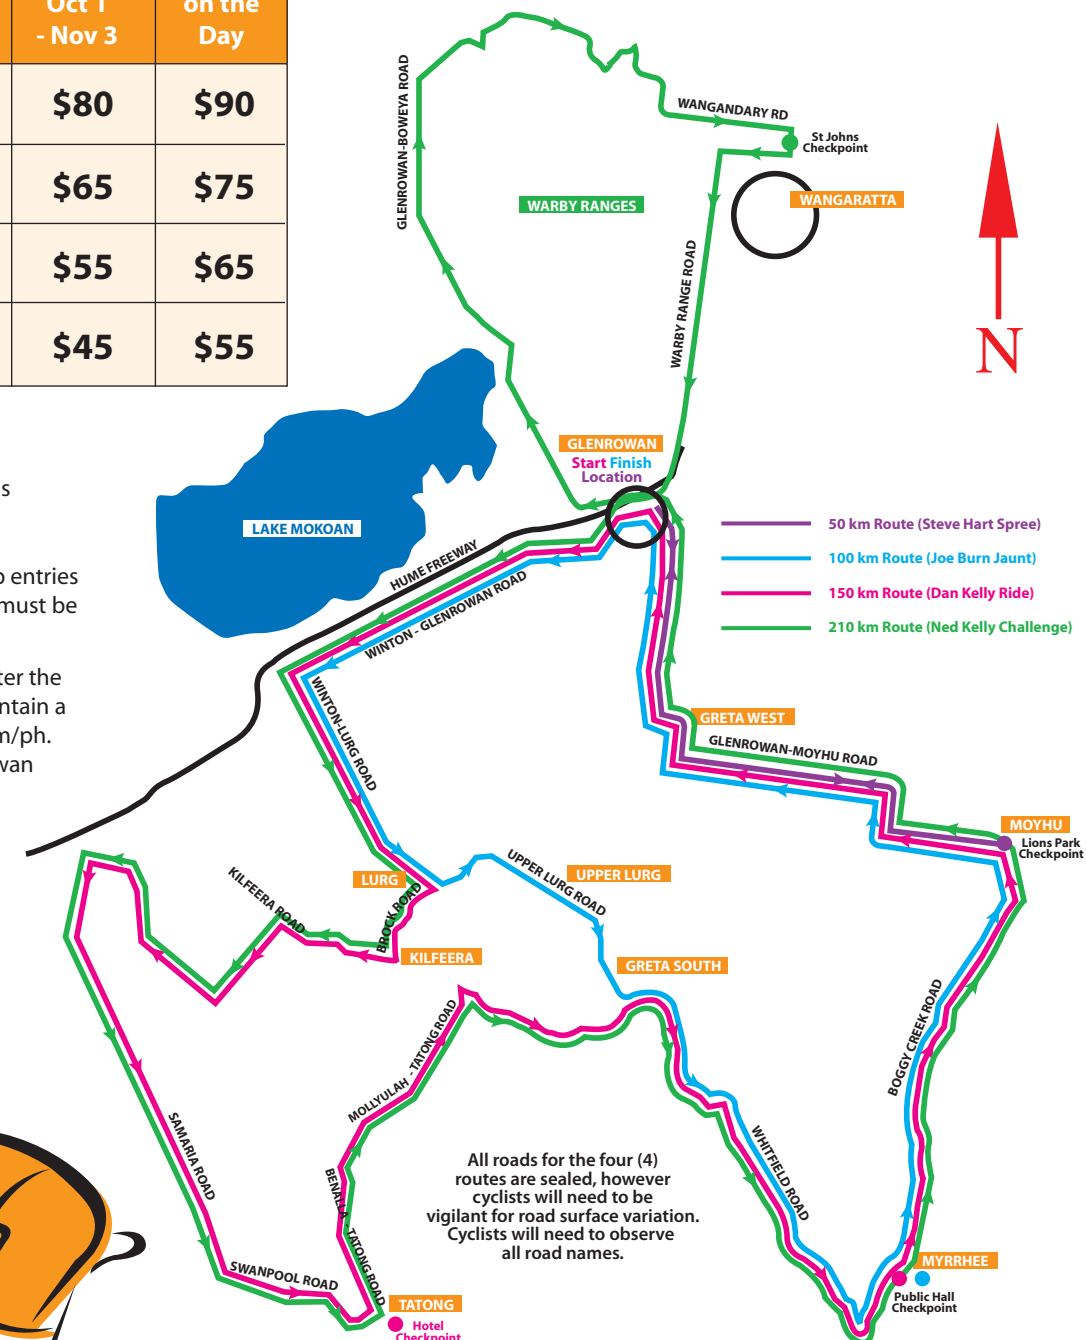 Oct 1
- Nov 3
on the
Day
$80
$90
$65
$75
$55
$65
$45
$55
s
o entries
must be
ter the
ntain a
m/ph.
wan
GLENROWAN-BOWEYA ROAD
WANGANDARY RD
St Johns
Checkpoint
WANGARATTA
WARBY RANGES
WARBY RANGE ROAD
N
GLENROWAN
Start Finish
Location
LAKE MOKOAN
HUME FREEWAY
WINTON - GLENROWAN ROAD
50 km Route (Steve Hart Spree)
100 km Route (Joe Burn Jaunt)
150 km Route (Dan Kelly Ride)
210 km Route (Ned Kelly Challenge)
WINTON-LURG ROAD
GRETA WEST
GLENROWAN-MOYHU ROAD
MOYHU
Lions Park
Checkpoint
LURG
UPPER LURG ROAD
UPPER LURG
KILFEERA ROAD
BROCK ROAD
KILFEERA
GRETA SOUTH
MOLLYULAH - TATONG ROAD
BOGGY CREEK ROAD
SAMARIA ROAD
WHITFIELD ROAD
All roads for the four (4)
routes are sealed, however
cyclists will need to be
vigilant for road surface variation.
Cyclists will need to observe
all road names.
BENALLA - TATONG ROAD
SWANPOOL ROAD
TATONG
Hotel
Checkpoint
MYRRHEE
Public Hall
Checkpoint